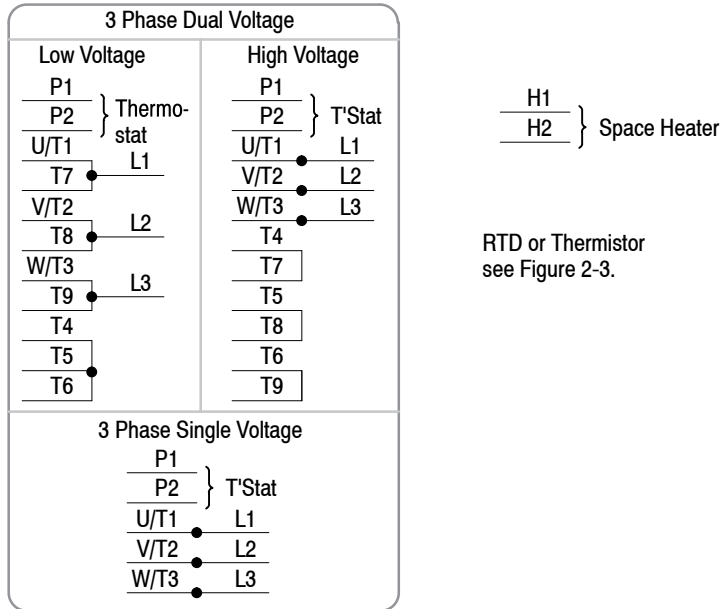 3 Phase Dual Voltage
Low Voltage
P1
P2
Thermo-
stat
U/T1
L1
T7
V/T2
L2
T8
W/T3
L3
T9
T4
T5
T6
High Voltage
P1
P2
T'Stat
U/T1 L1
V/T2 L2
W/T3 L3
T4
T7
T5
T8
T6
T9
3 Phase Single Voltage
P1
P2
T'Stat
U/T1 L1
V/T2 L2
W/T3 L3
H1
H2
Space Heater
RTD or Thermistor
see Figure 2-3.